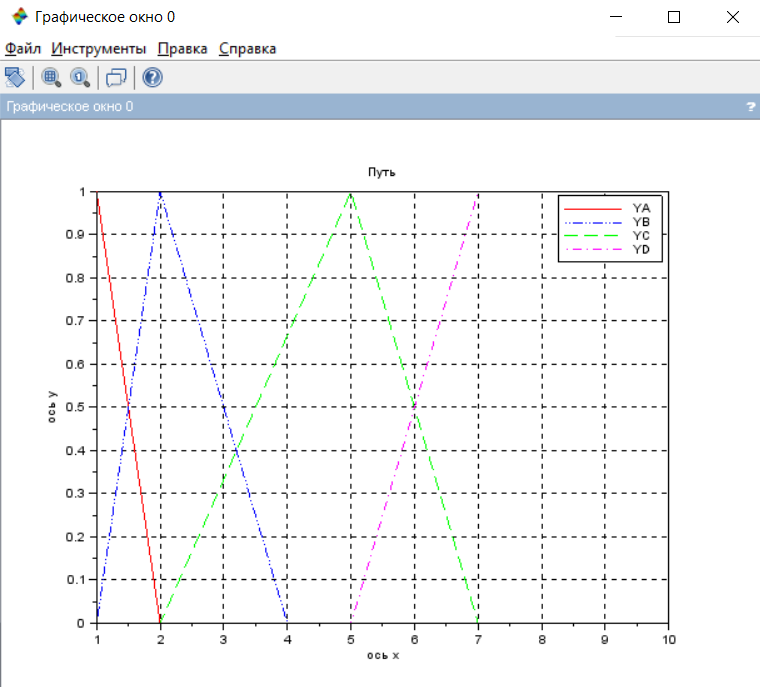 Графическое окно 0
Файл Инструменты Правка Справка
Графическое окно 0 ?
Путь
YA
YB
YC
YD
1
0.9
0.8
0.7
0.6
0.5
0.4
0.3
0.2
0.1
0
ось y
1 2 3 4 5 6 7 8 9 10
ось x